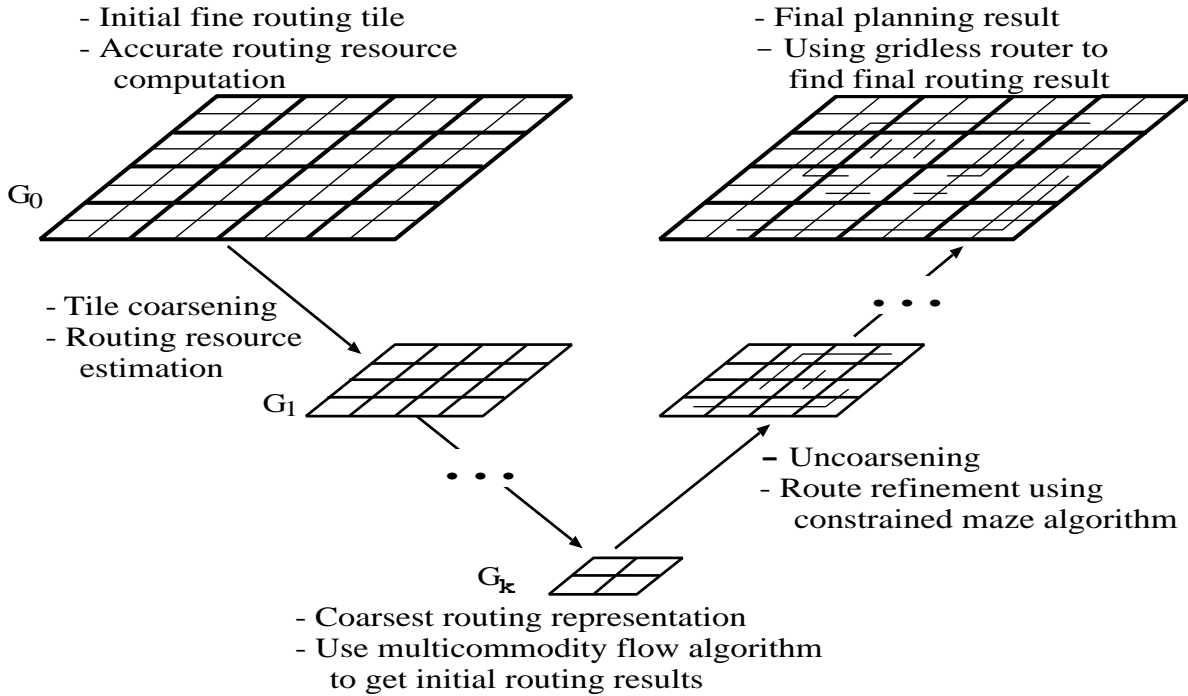 - Initial fine routing tile
- Accurate routing resource
computation
- Final planning result
- Using gridless router to
find final routing result
G0
- Tile coarsening
- Routing resource
estimation
G1
- Uncoarsening
- Route refinement using
constrained maze algorithm
Gk
- Coarsest routing representation
- Use multicommodity flow algorithm
to get initial routing results